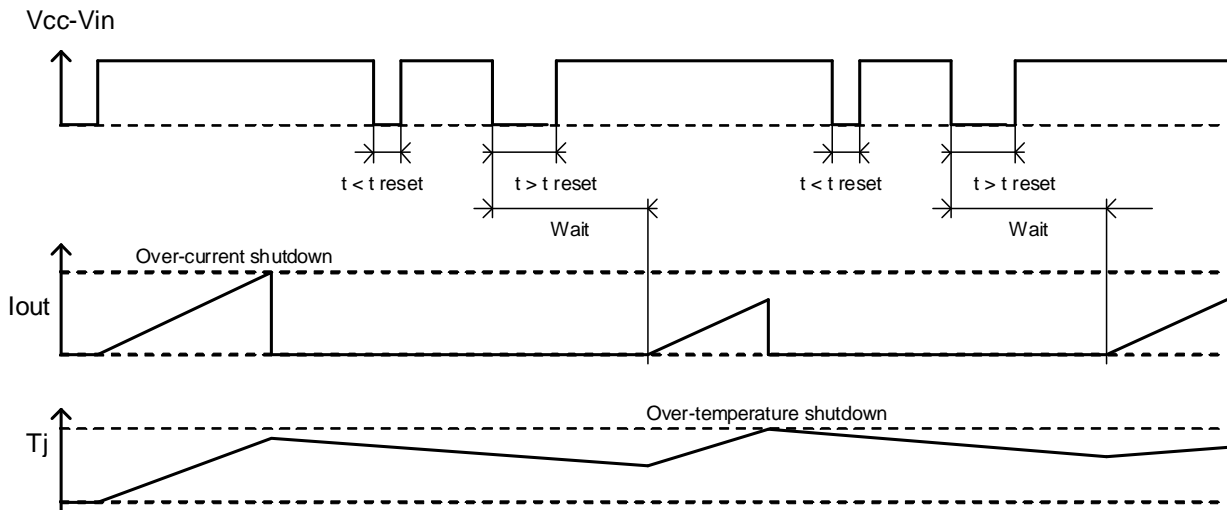 Vcc-Vin
t < t reset
t > t reset
t < t reset
t > t reset
Wait
Wait
Over-current shutdown
Iout
Over-temperature shutdown
Tj